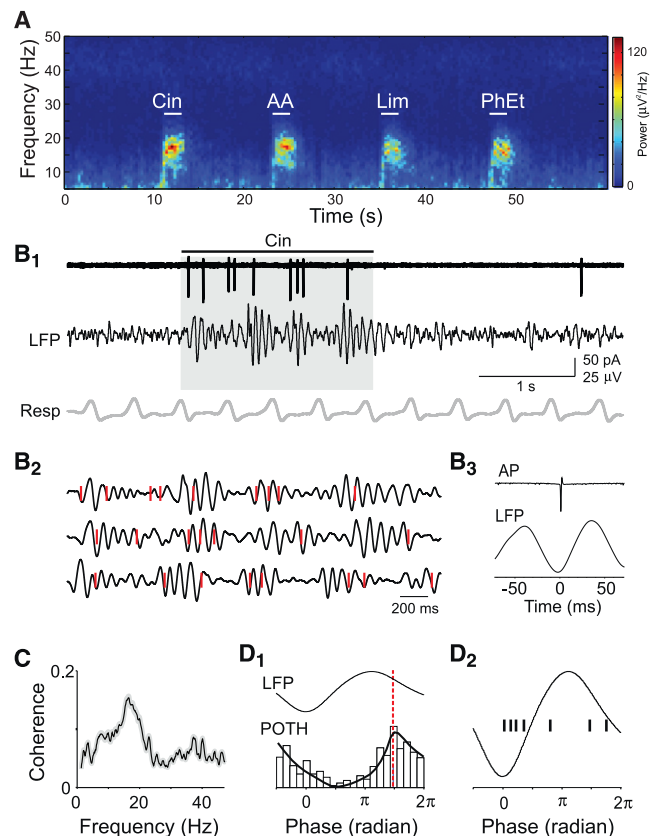 A
Frequency (Hz)
50
40
30
20
10
Cin
AA
Lim
PhEt
0
10
20
30
40
50
Time (s)
120
0
Power (µV²/Hz)
B1
Cin
LFP
50 pA
25 µV
1 s
Resp
B2
200 ms
B3
AP
LFP
-50
0
50
Time (ms)
C
Coherence
0.2
0
0
20
40
Frequency (Hz)
D1
LFP
POTH
0
π
2π
Phase (radian)
D2
0
π
2π
Phase (radian)